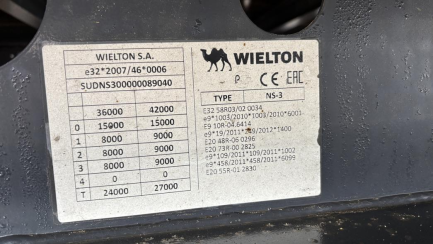 WIELTON S.A.
e32*2007/46*0006
SUDNS300000089040
36000 42000
0 15000 15000
1 8000 9000
2 8000 9000
3 8000 9000
4 0 0
T 24000 27000
WIELTON
P CE EAC
TYPE NS-3
E32 58R03/02 0034
e9*1003/2010*1003/2010*6001
E9 10R-04.6414
e9*19/2011*249/2012*1400
E20 48R-06 0296
E20 73R-00 2825
e9*109/2011*109/2011*1002
e9*458/2011*458/2011*6099
E20 55R-01 2830